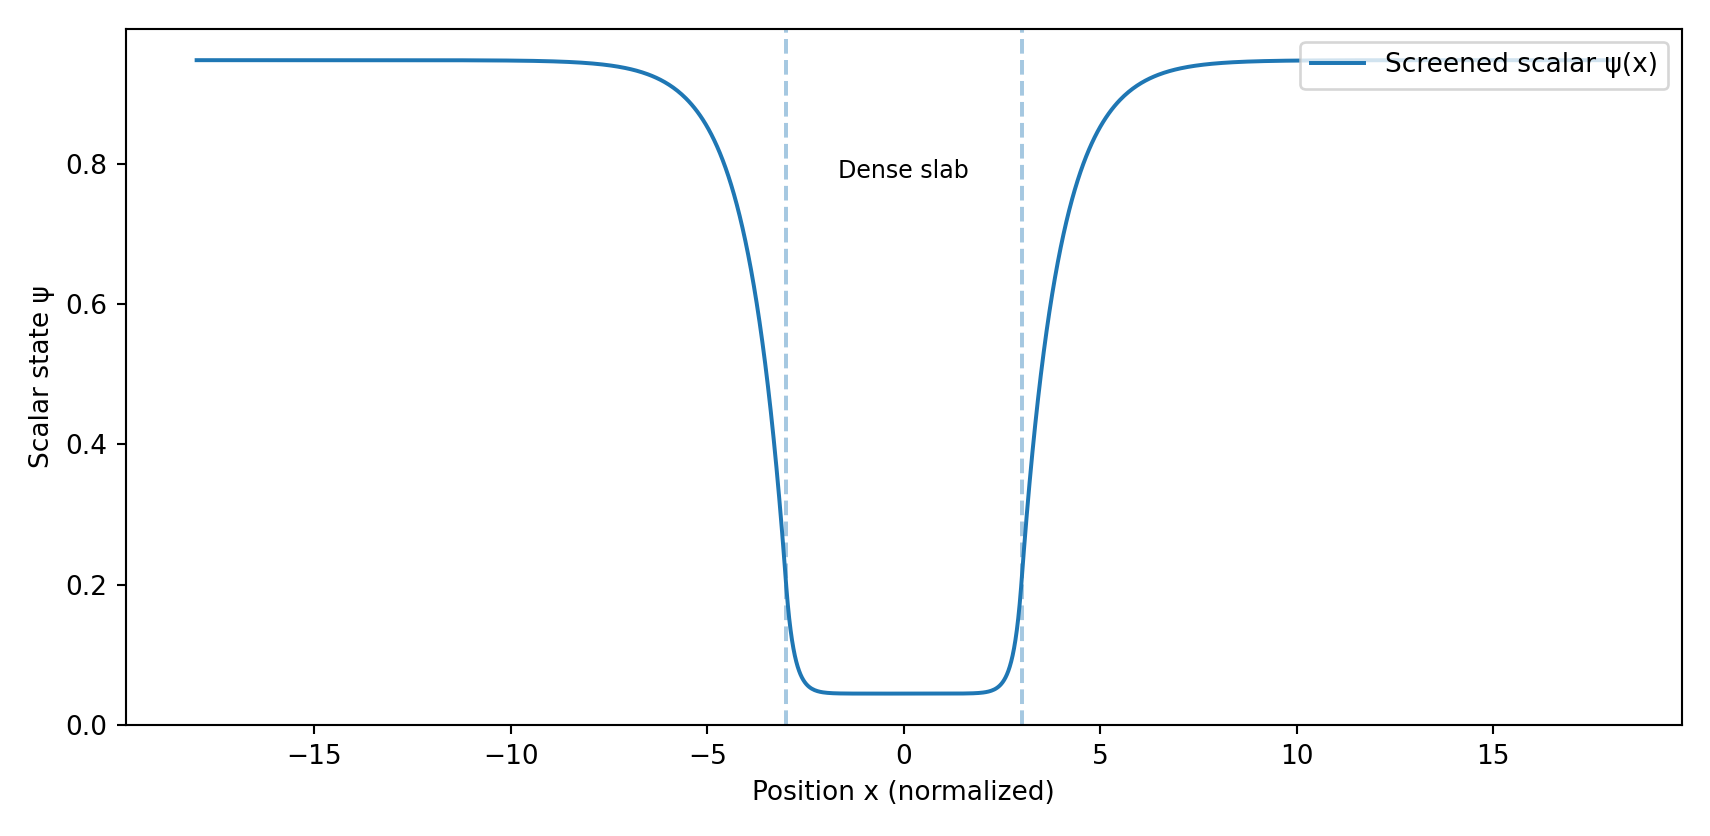 Screened scalar ψ(x)
Dense slab
Scalar state ψ
0.8
0.6
0.4
0.2
0.0
−15 −10 −5 0 5 10 15
Position x (normalized)